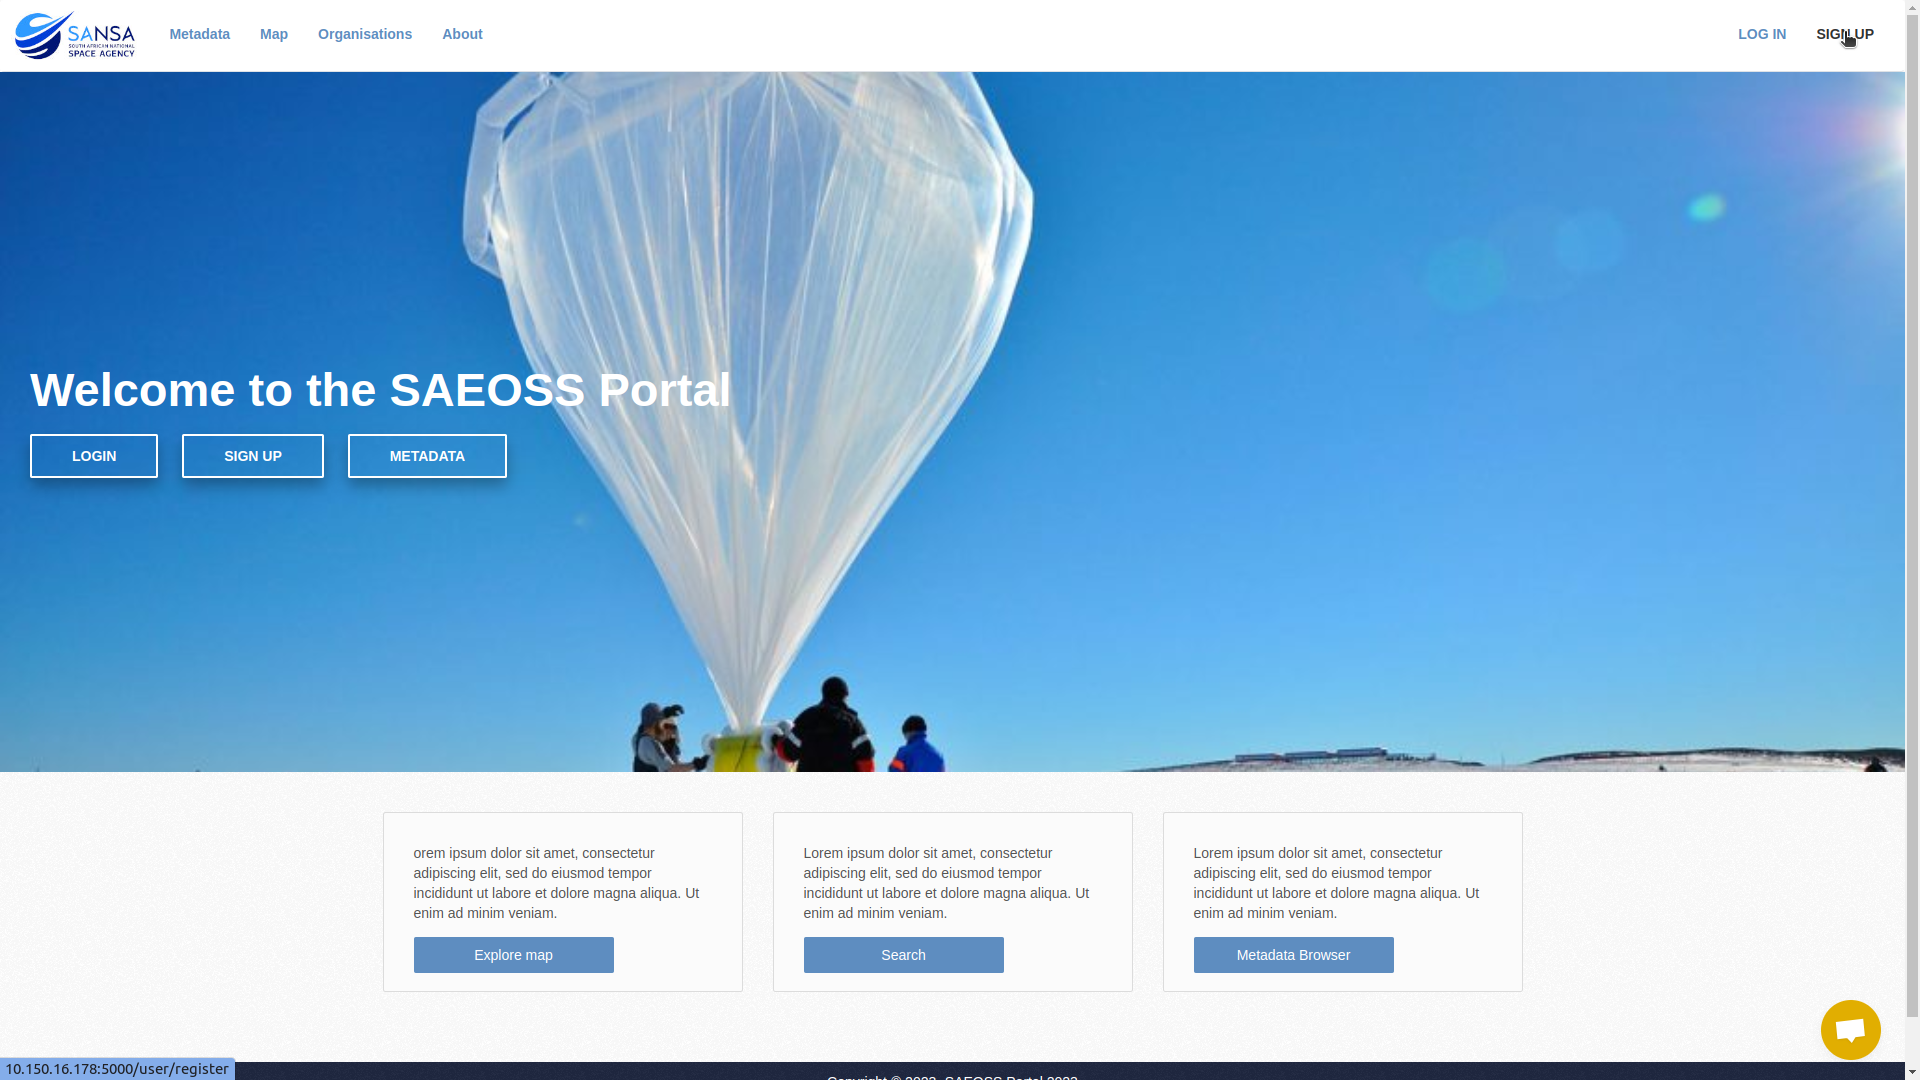 SANSA
SOUTH AFRICAN NATIONAL
SPACE AGENCY
Metadata
Map
Organisations
About
LOG IN
SIGN UP
Welcome to the SAEOSS Portal
LOGIN
SIGN UP
METADATA
orem ipsum dolor sit amet, consectetur
adipiscing elit, sed do eiusmod tempor
incididunt ut labore et dolore magna aliqua. Ut
enim ad minim veniam.
Explore map
Lorem ipsum dolor sit amet, consectetur
adipiscing elit, sed do eiusmod tempor
incididunt ut labore et dolore magna aliqua. Ut
enim ad minim veniam.
Search
Lorem ipsum dolor sit amet, consectetur
adipiscing elit, sed do eiusmod tempor
incididunt ut labore et dolore magna aliqua. Ut
enim ad minim veniam.
Metadata Browser
10.150.16.178:5000/user/register
Copyright © 2023, SAEOSS Portal 2023